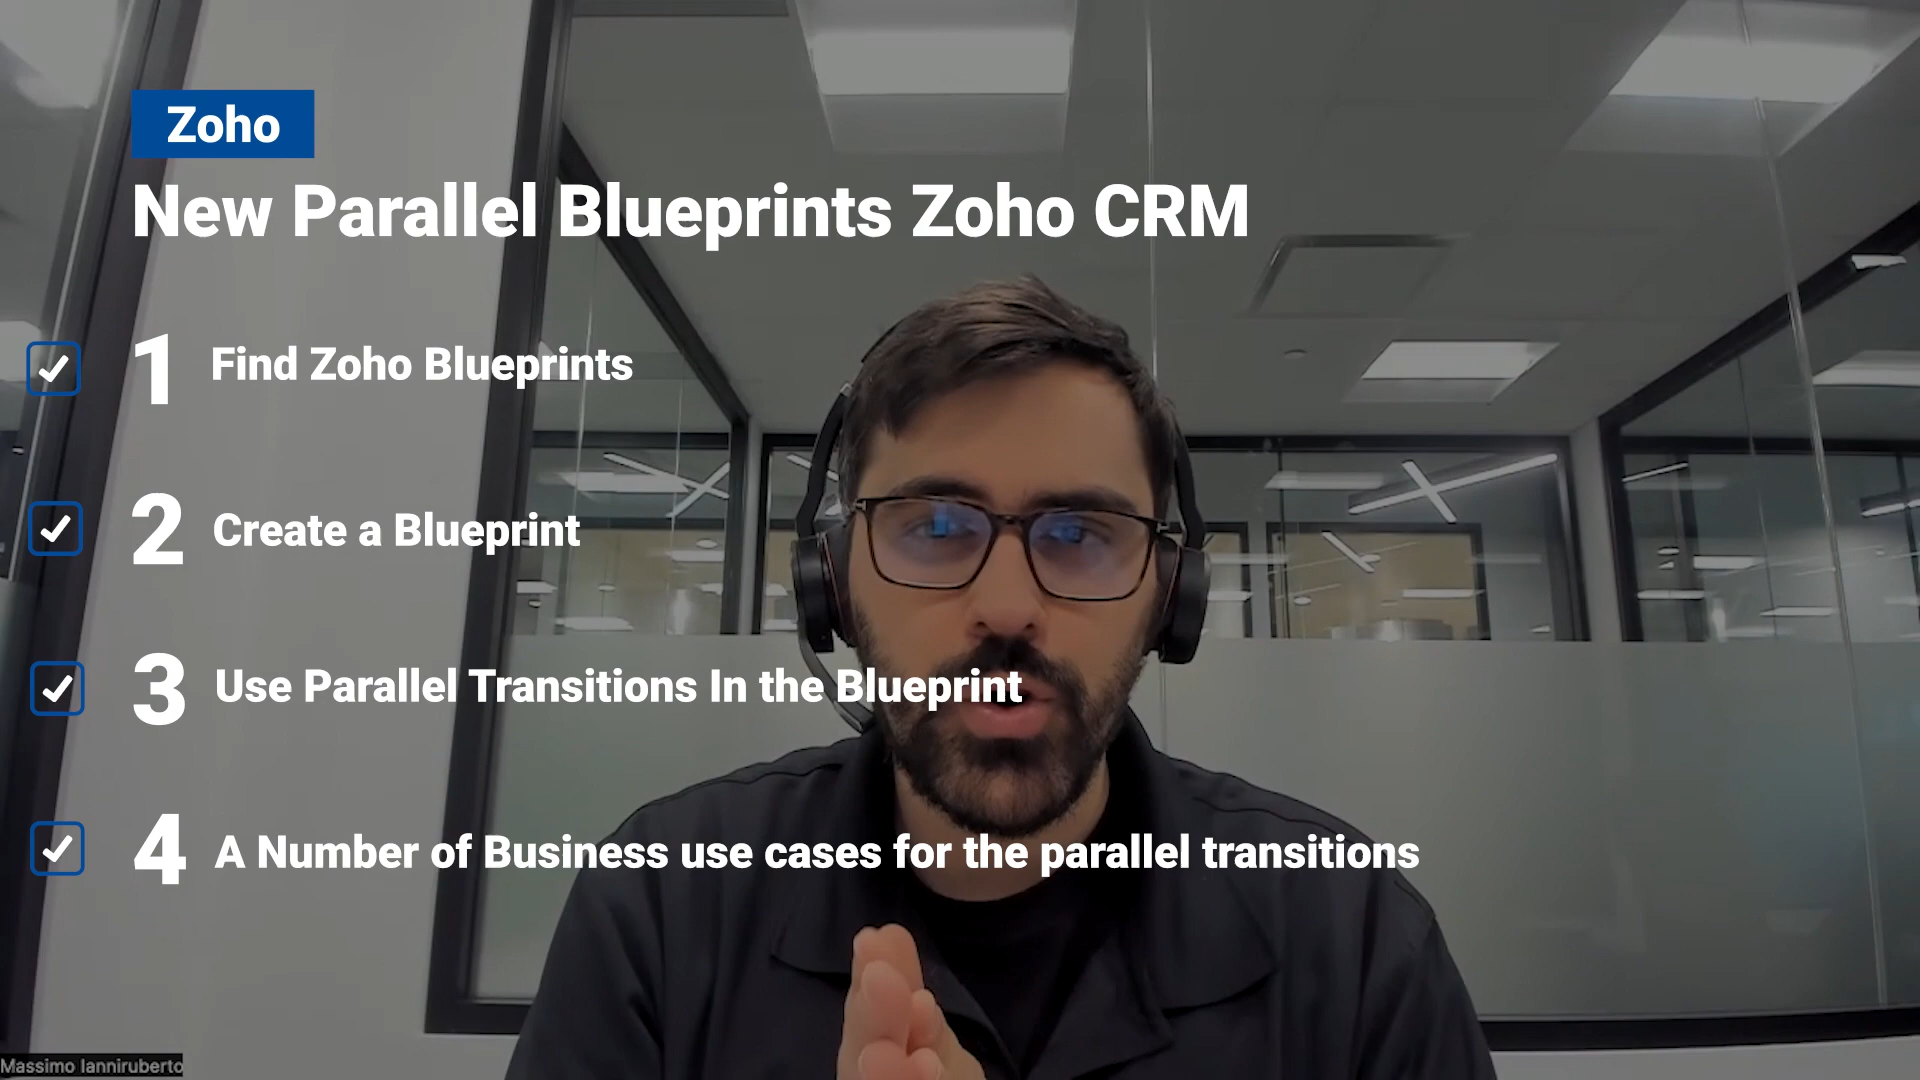 Zoho
New Parallel Blueprints Zoho CRM
1 Find Zoho Blueprints
2 Create a Blueprint
3 Use Parallel Transitions In the Blueprint
4 A Number of Business use cases for the parallel transitions
Massimo Ianniruberto